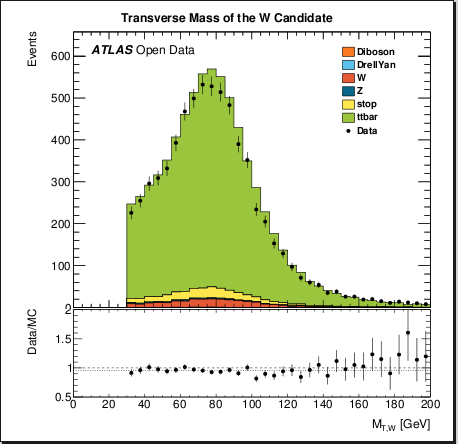 Transverse Mass of the W Candidate
Events
ATLAS Open Data
Diboson
DrellYan
W
Z
stop
ttbar
Data
600
500
400
300
200
100
0
Data/MC
2
1.5
1
0.5
0 20 40 60 80 100 120 140 160 180 200
M_T,W [GeV]